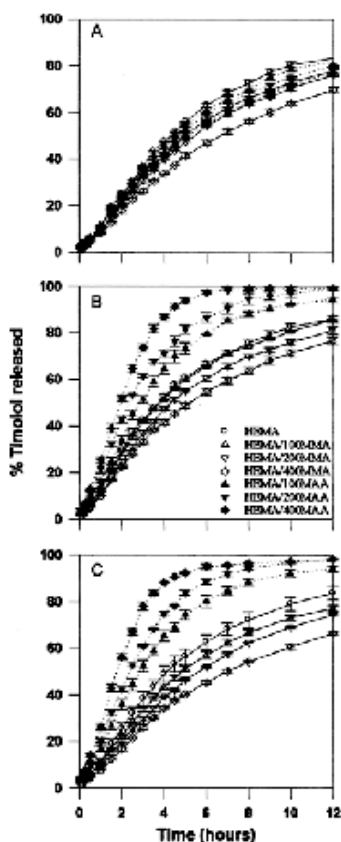 A
80
60
40
20
0
% Timolol released
100
B
80
60
40
20
0
HEMA
HEMA/100MMA
HEMA/200MMA
HEMA/400MMA
HEMA/100MAA
HEMA/200MAA
HEMA/400MAA
100
C
80
60
40
20
0
0 2 4 6 8 10 12
Time (hours)